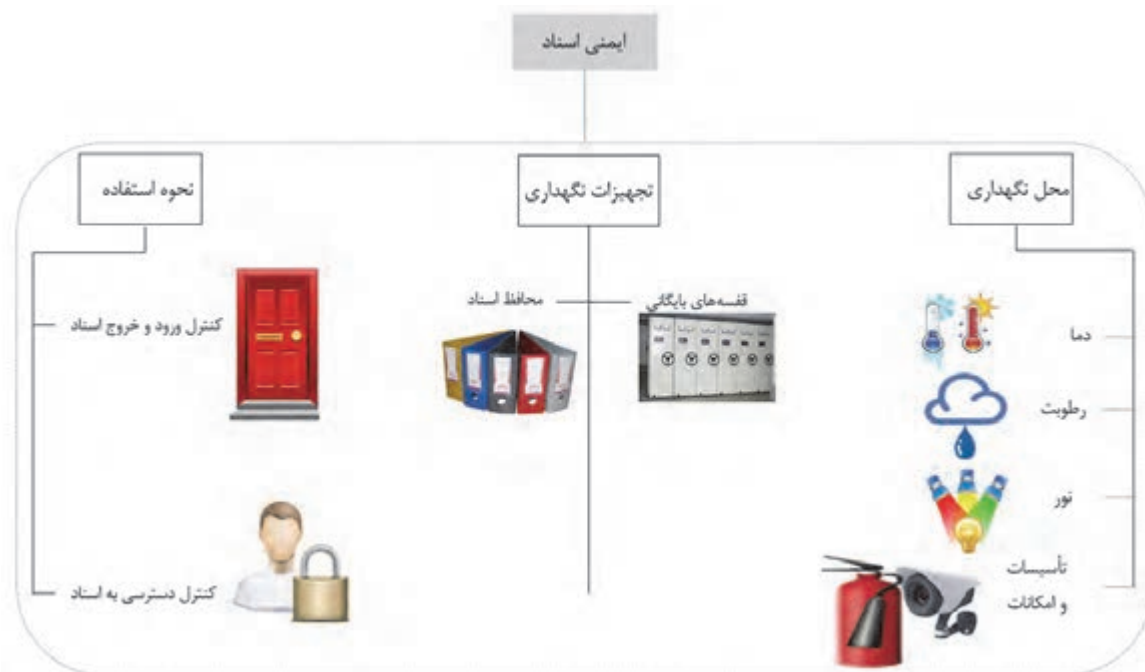 ایمنی اسناد
محل نگهداری
تجهیزات نگهداری
نحوه استفاده
دما
رطوبت
نور
تأسیسات
و امکانات
قفسه‌های بایگانی
محافظ اسناد
کنترل ورود و خروج اسناد
کنترل دسترسی به اسناد